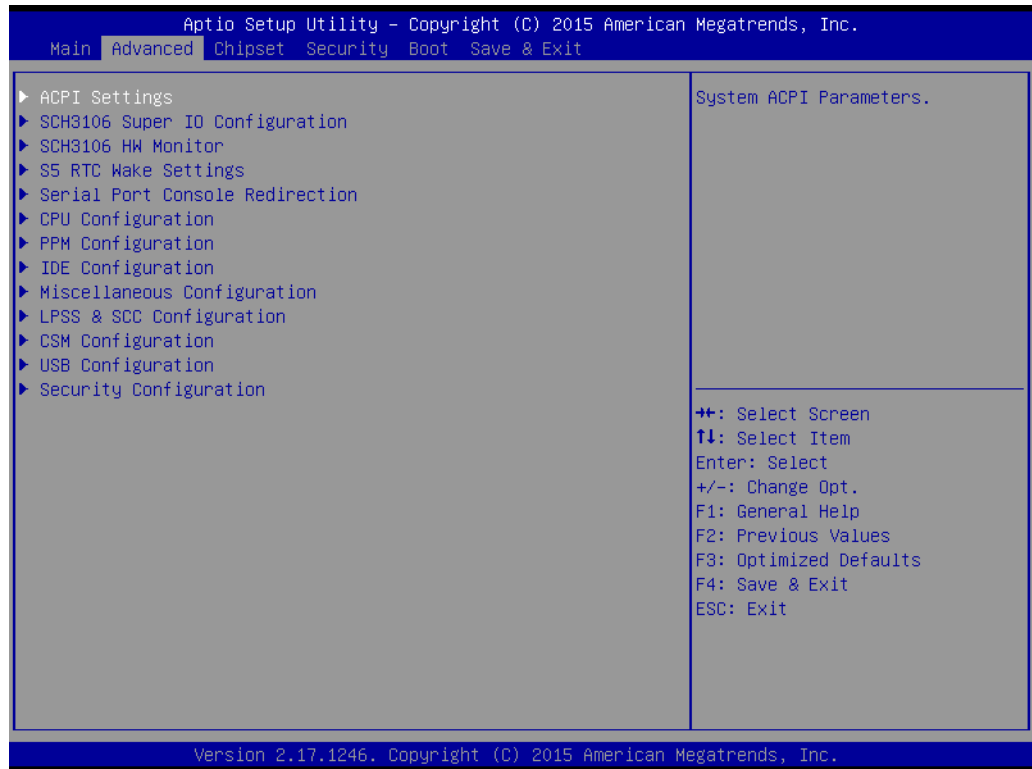 Aptio Setup Utility – Copyright (C) 2015 American Megatrends, Inc.
Main Advanced Chipset Security Boot Save & Exit
▶ ACPI Settings
▶ SCH3106 Super IO Configuration
▶ SCH3106 HW Monitor
▶ S5 RTC Wake Settings
▶ Serial Port Console Redirection
▶ CPU Configuration
▶ PPM Configuration
▶ IDE Configuration
▶ Miscellaneous Configuration
▶ LPSS & SCC Configuration
▶ CSM Configuration
▶ USB Configuration
▶ Security Configuration
System ACPI Parameters.
→←: Select Screen
↑↓: Select Item
Enter: Select
+/-: Change Opt.
F1: General Help
F2: Previous Values
F3: Optimized Defaults
F4: Save & Exit
ESC: Exit
Version 2.17.1246. Copyright (C) 2015 American Megatrends, Inc.